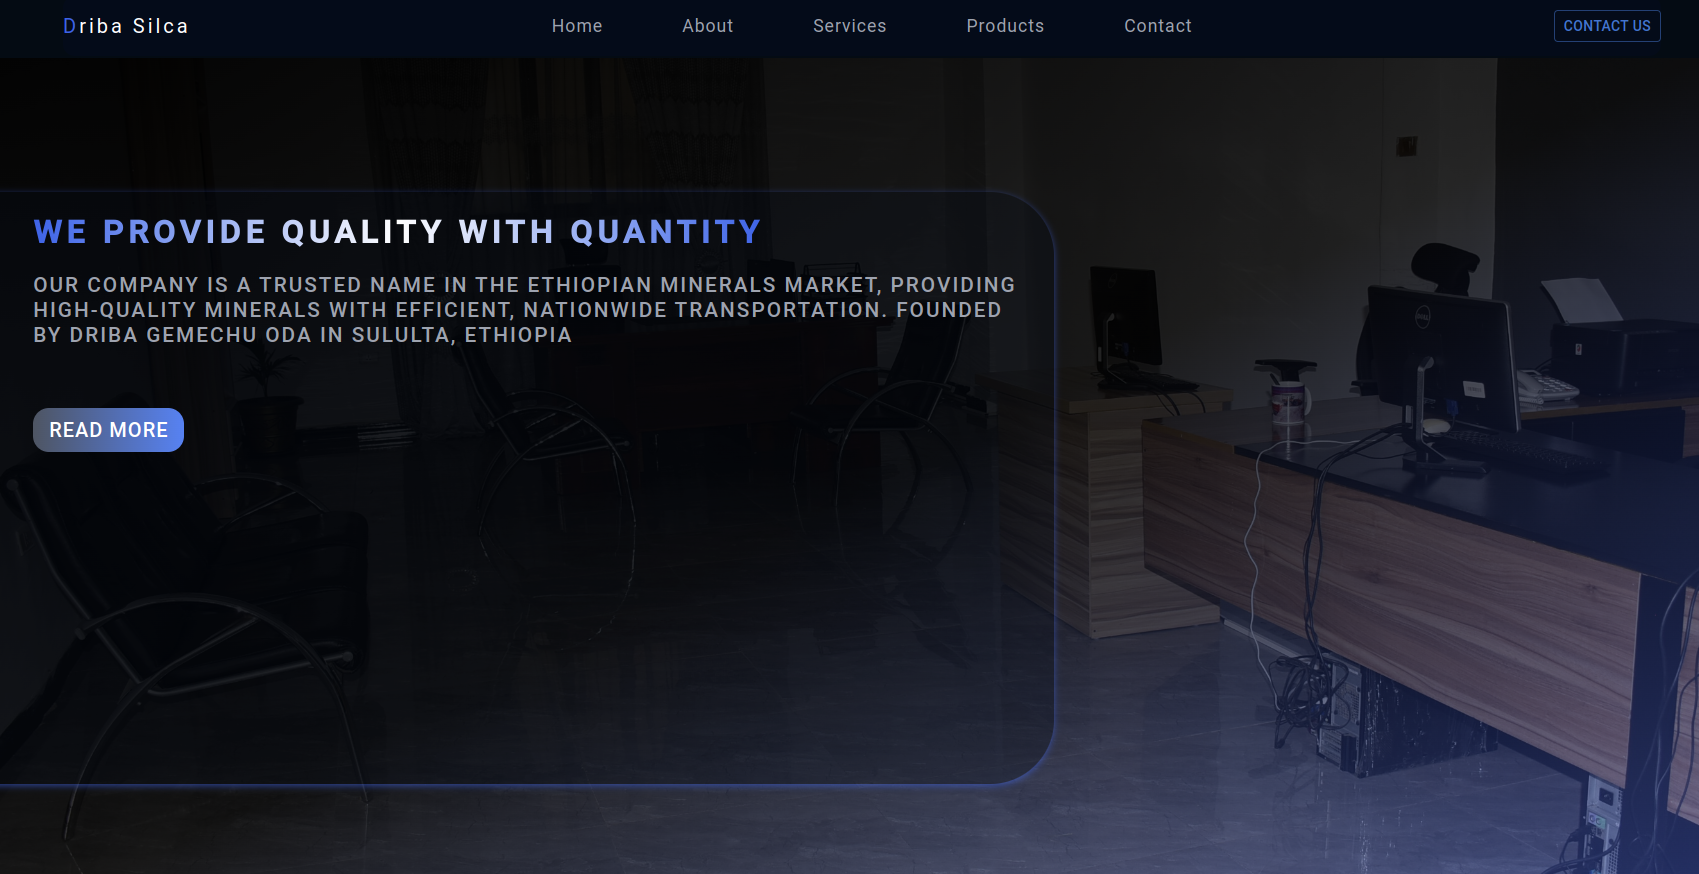 Driba Silca
Home
About
Services
Products
Contact
CONTACT US
WE PROVIDE QUALITY WITH QUANTITY
OUR COMPANY IS A TRUSTED NAME IN THE ETHIOPIAN MINERALS MARKET, PROVIDING
HIGH-QUALITY MINERALS WITH EFFICIENT, NATIONWIDE TRANSPORTATION. FOUNDED
BY DRIBA GEMECHU ODA IN SULULTA, ETHIOPIA
READ MORE
DELL